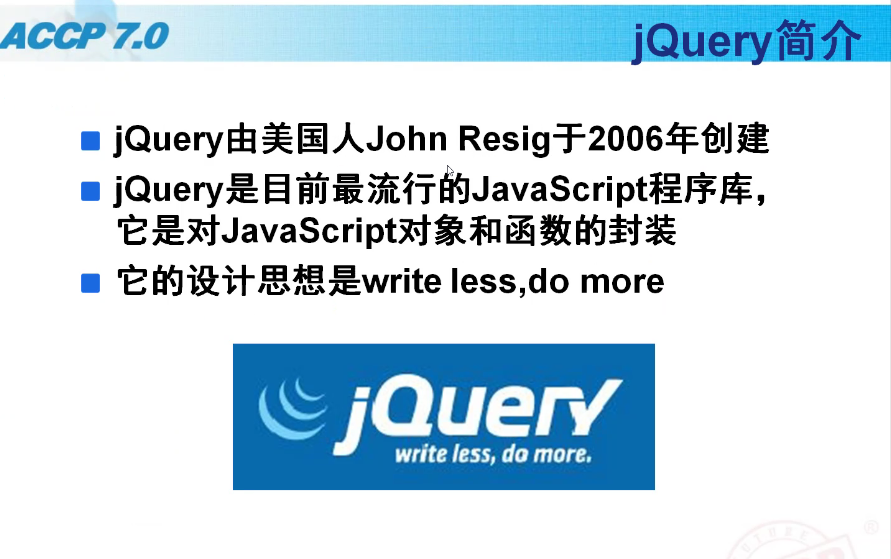 ACCP 7.0
jQuery简介
jQuery由美国人John Resig于2006年创建
jQuery是目前最流行的JavaScript程序库，
它是对JavaScript对象和函数的封装
它的设计思想是write less,do more
jQuery
write less, do more.
®